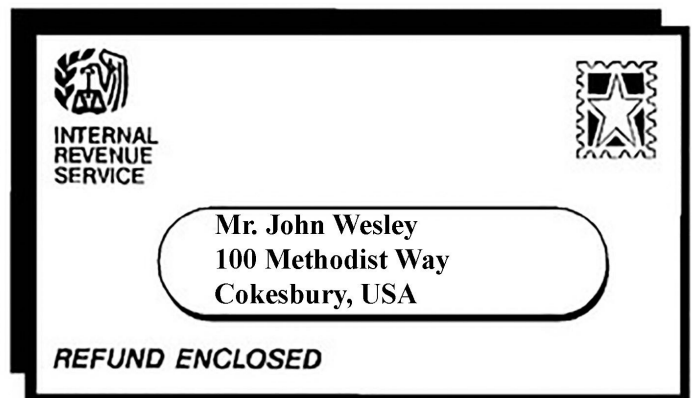 INTERNAL
REVENUE
SERVICE
Mr. John Wesley
100 Methodist Way
Cokesbury, USA
REFUND ENCLOSED